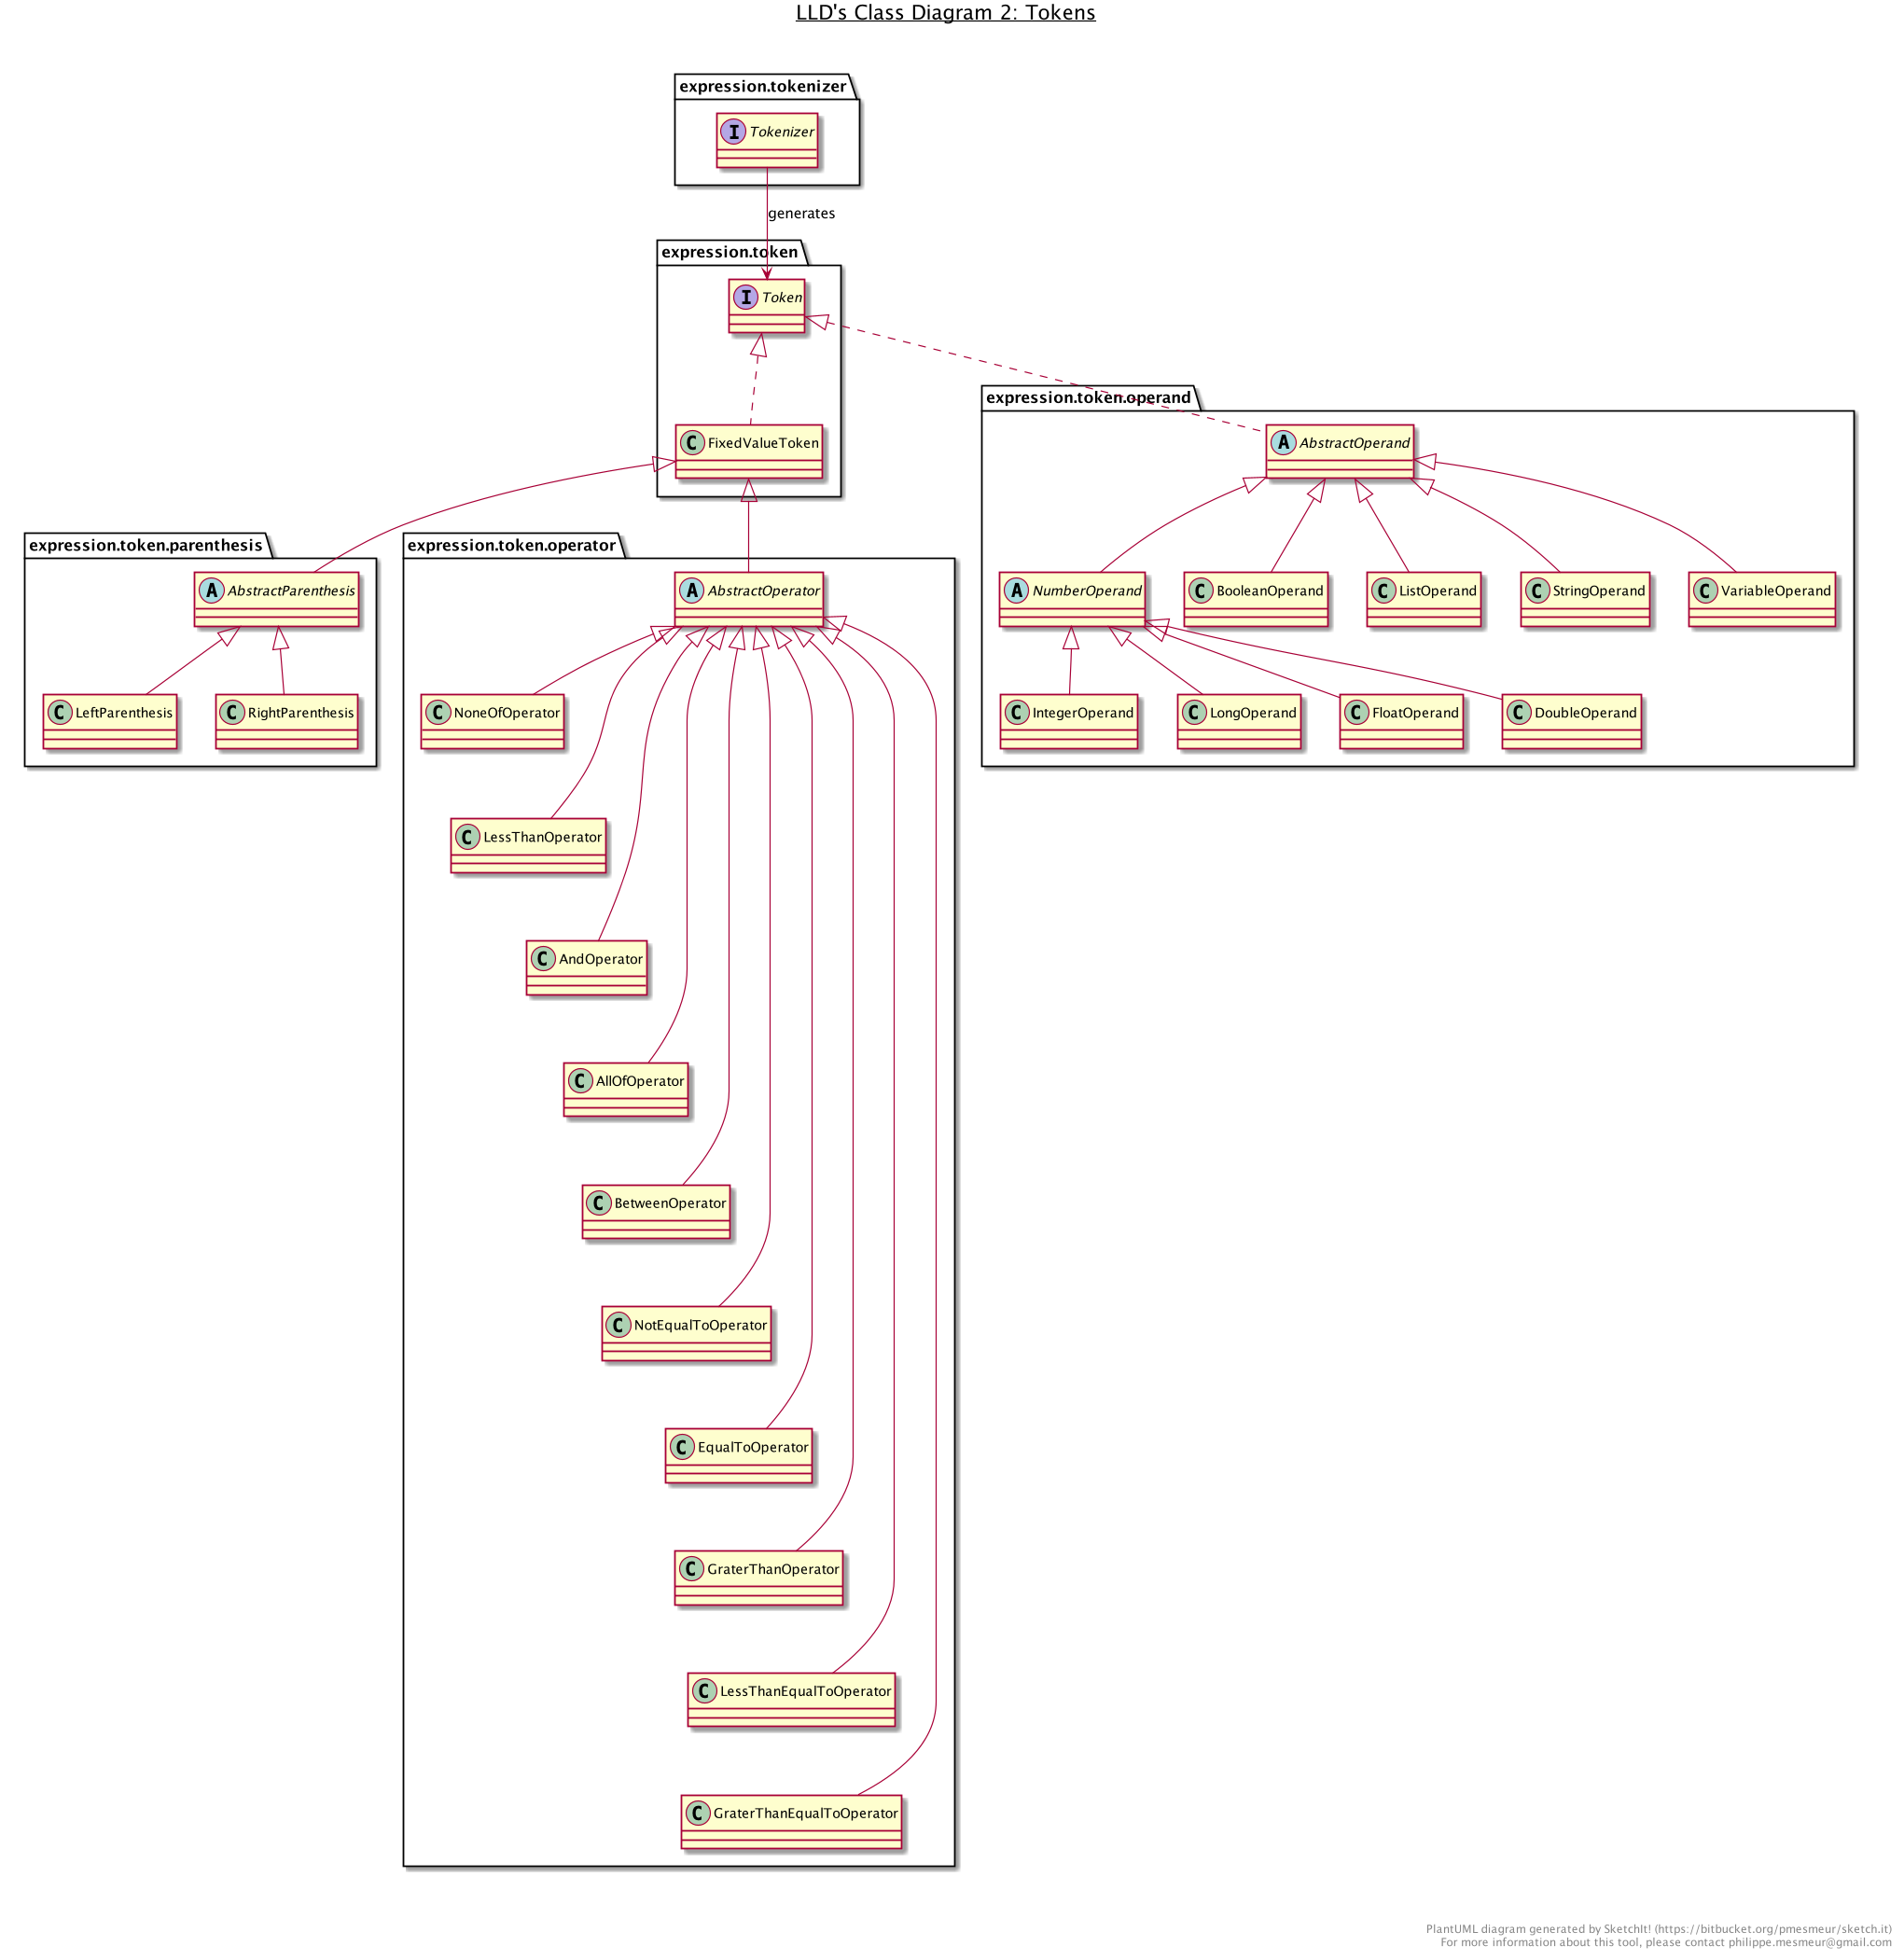 LLD's Class Diagram 2: Tokens
expression.tokenizer
I Tokenizer
generates
expression.token
I Token
C FixedValueToken
expression.token.operand
A AbstractOperand
A NumberOperand
C BooleanOperand
C ListOperand
C StringOperand
C VariableOperand
C IntegerOperand
C LongOperand
C FloatOperand
C DoubleOperand
expression.token.parenthesis
A AbstractParenthesis
C LeftParenthesis
C RightParenthesis
expression.token.operator
A AbstractOperator
C NoneOfOperator
C LessThanOperator
C AndOperator
C AllOfOperator
C BetweenOperator
C NotEqualToOperator
C EqualToOperator
C GraterThanOperator
C LessThanEqualToOperator
C GraterThanEqualToOperator
PlantUML diagram generated by SketchIt! (https://bitbucket.org/pmesmeur/sketch.it)
For more information about this tool, please contact philippe.mesmeur@gmail.com